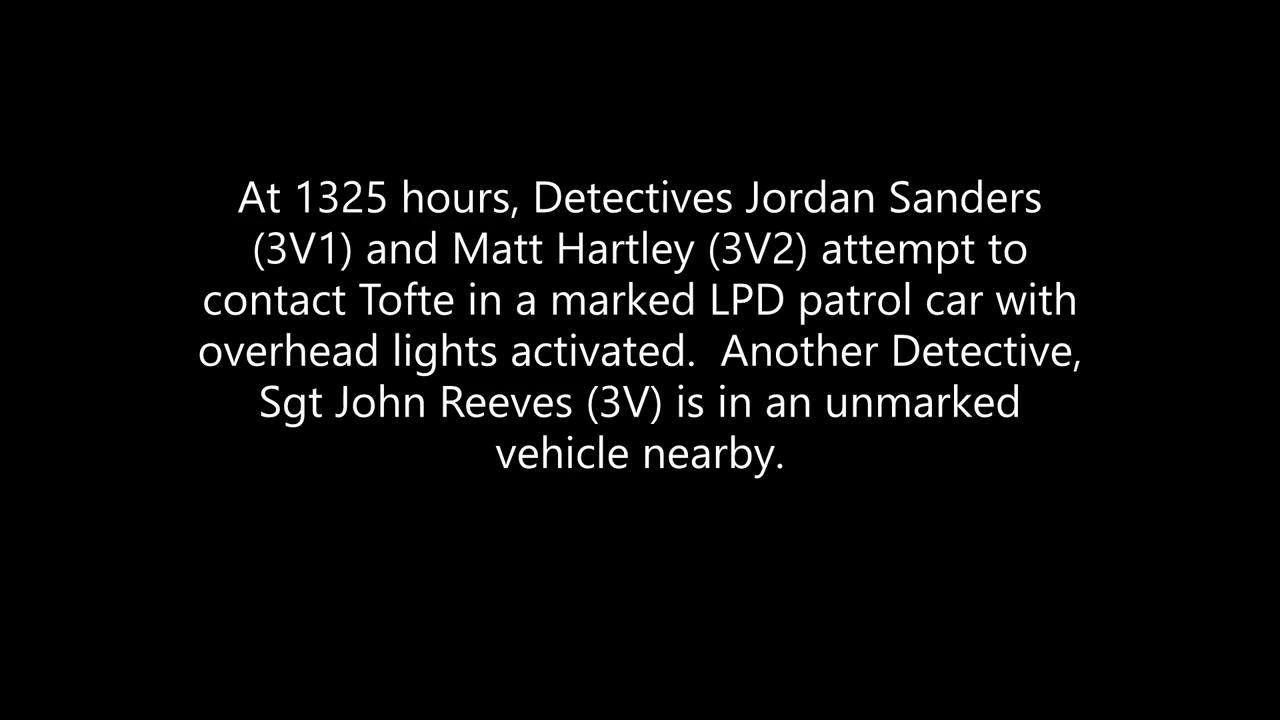 At 1325 hours, Detectives Jordan Sanders
(3V1) and Matt Hartley (3V2) attempt to
contact Tofte in a marked LPD patrol car with
overhead lights activated.  Another Detective,
Sgt John Reeves (3V) is in an unmarked
vehicle nearby.